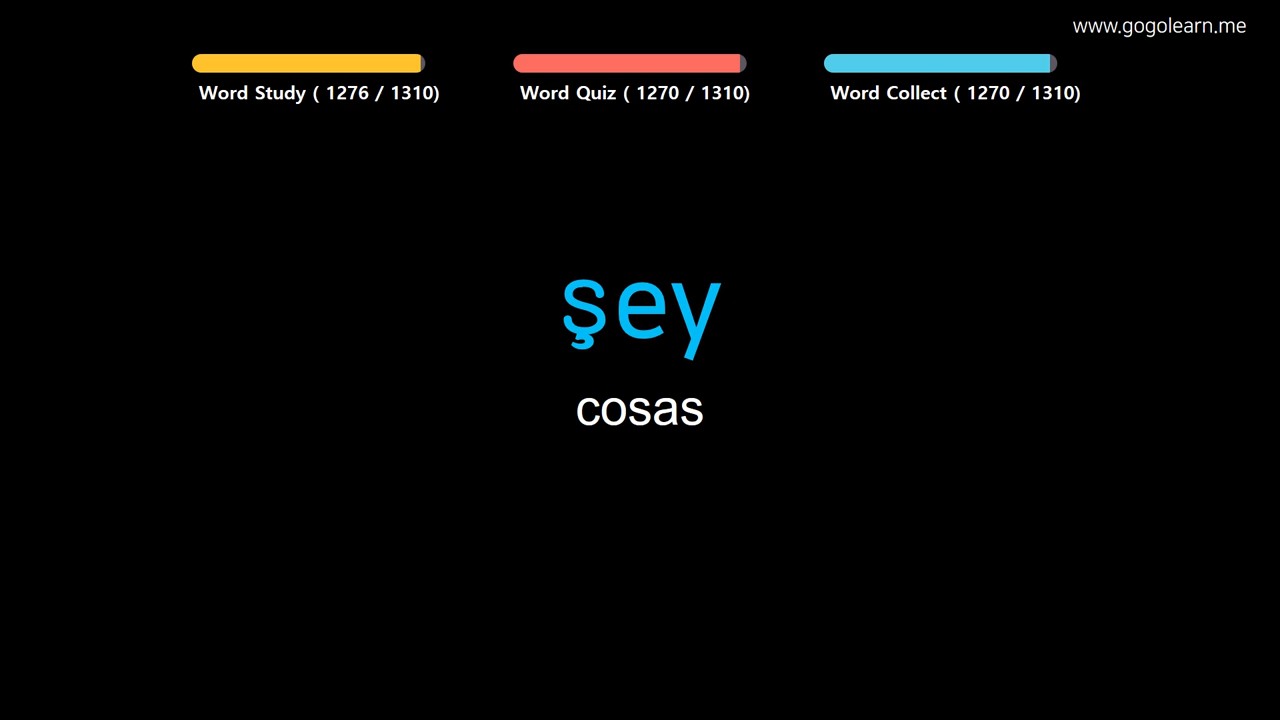 www.gogolearn.me
Word Study ( 1276 / 1310)
Word Quiz ( 1270 / 1310)
Word Collect ( 1270 / 1310)
şey
cosas